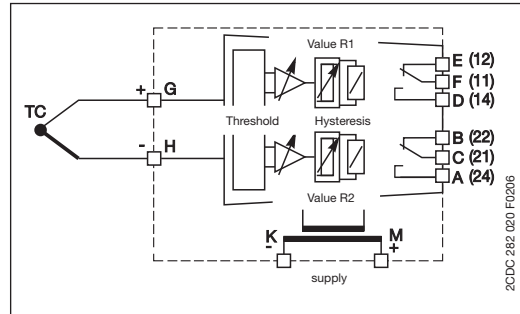 Value R1
E (12)
+ G
F (11)
TC
D (14)
Threshold
Hysteresis
B (22)
- H
C (21)
A (24)
Value R2
K
M
-
+
supply
2CDC 282 020 F0206